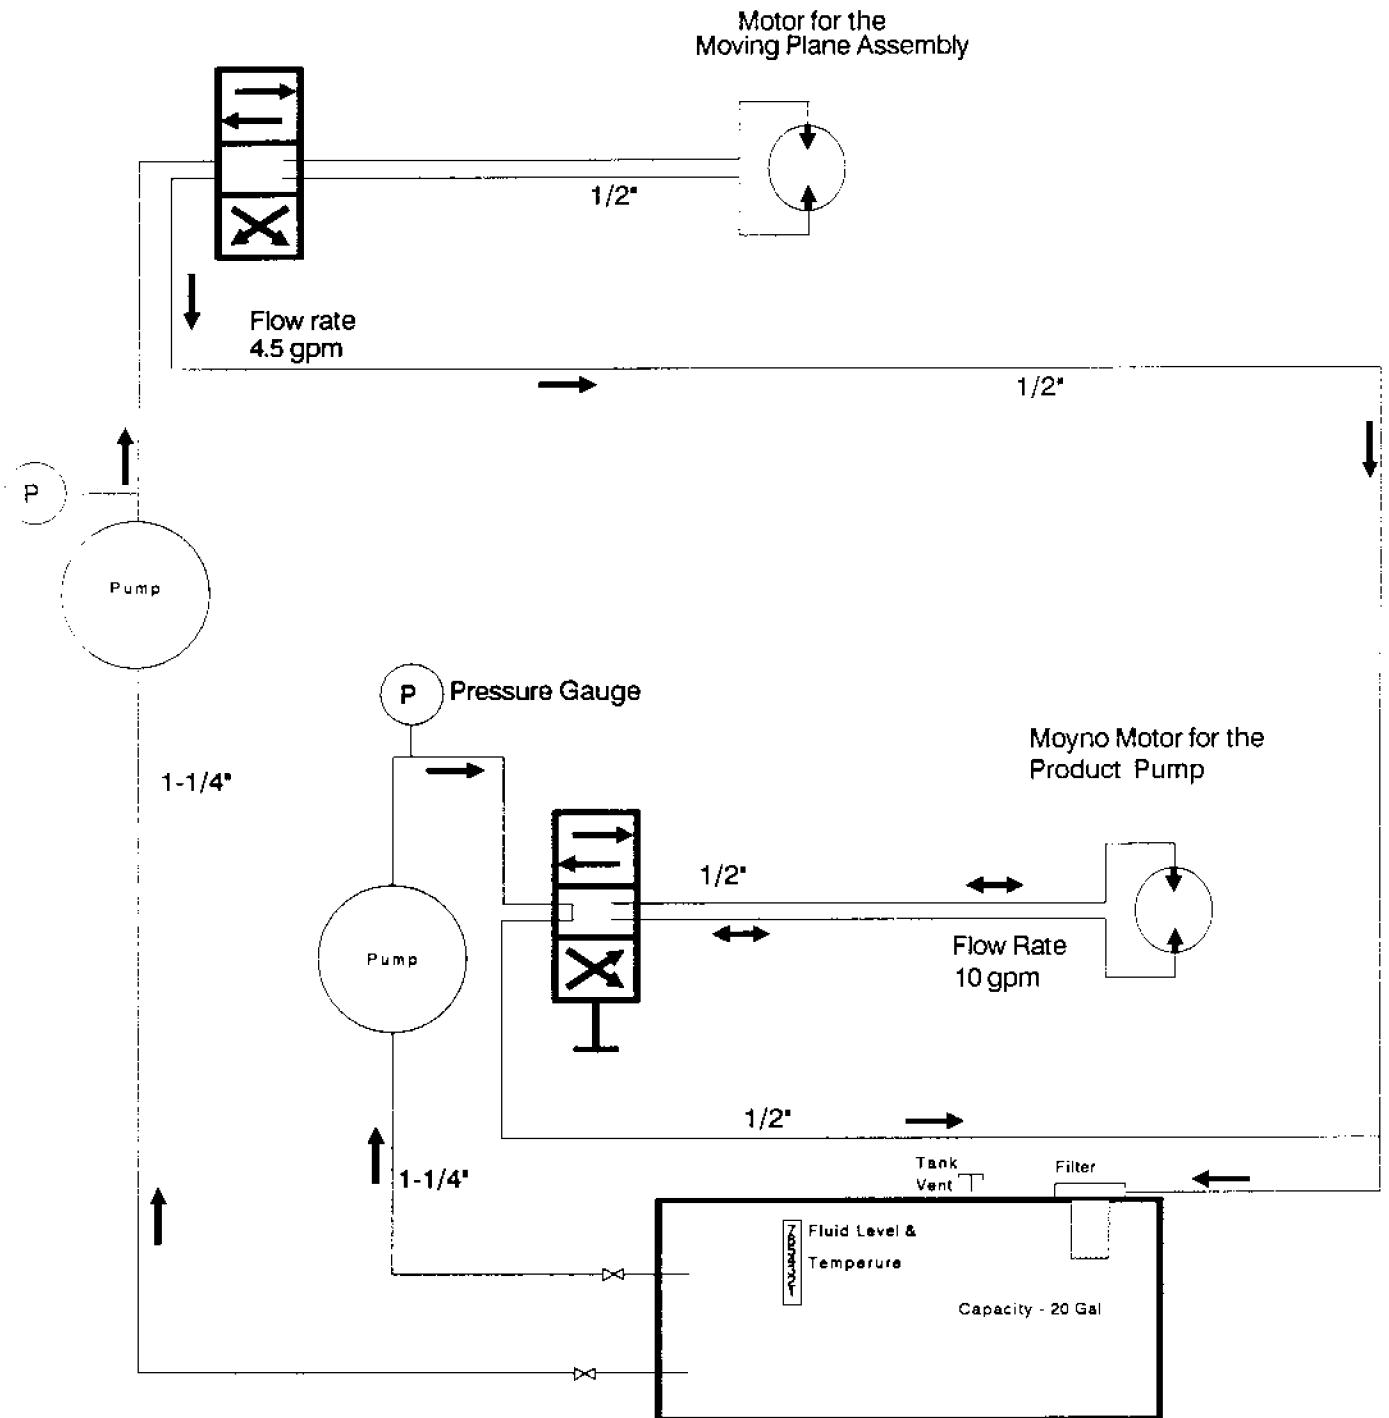 Motor for the
Moving Plane Assembly
1/2"
Flow rate
4.5 gpm
1/2"
P
Pump
P
Pressure Gauge
1-1/4"
Moyno Motor for the
Product Pump
1/2"
Pump
Flow Rate
10 gpm
1/2"
1-1/4"
Tank
Vent
Filter
Fluid Level &
Temperure
Capacity - 20 Gal